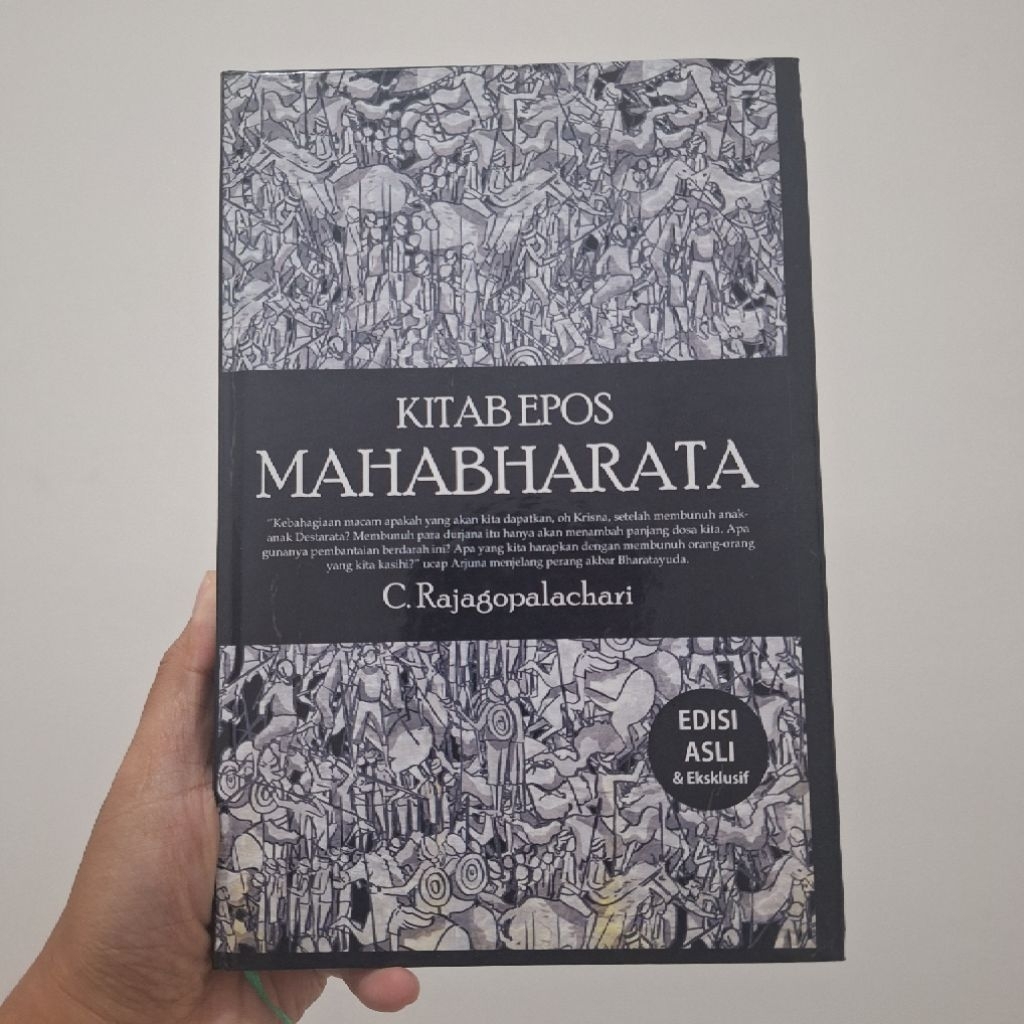 KITAB EPOS
MAHABHARATA
"Kebahagiaan macam apakah yang akan kita dapatkan, oh Krisna, setelah membunuh anak-
anak Destarata? Membunuh para durjana itu hanya akan menambah panjang dosa kita. Apa
gunanya pembantaian berdarah ini? Apa yang kita harapkan dengan membunuh orang-orang
yang kita kasihi?" ucap Arjuna menjelang perang akbar Bharatayuda.
C. Rajagopalachari
EDISI
ASLI
& Eksklusif